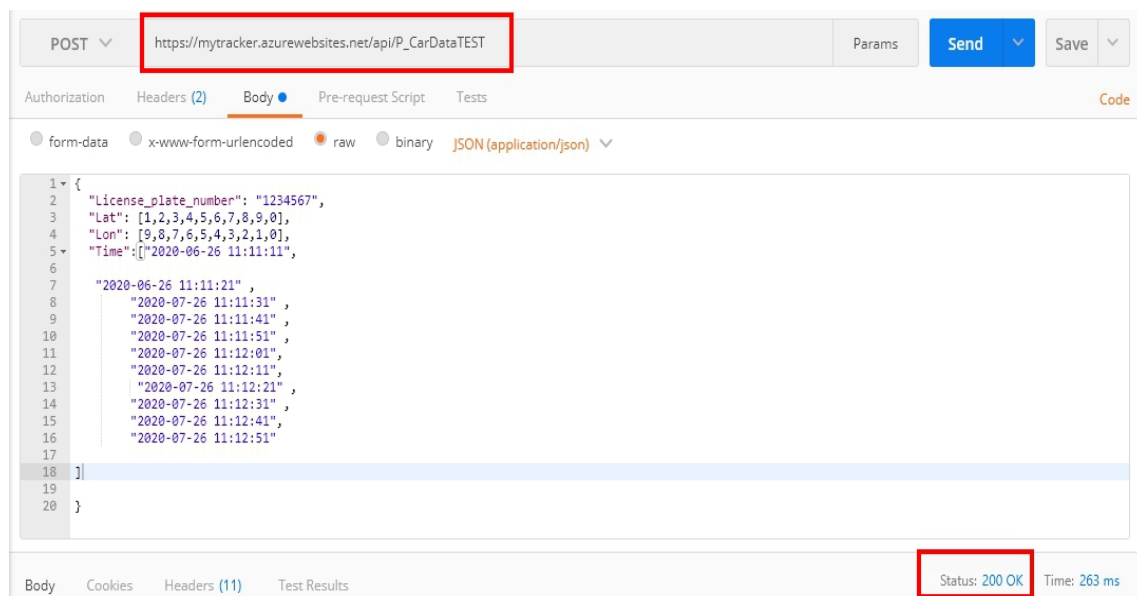 POST https://mytracker.azurewebsites.net/api/P_CarDataTEST Params Send Save
Authorization Headers (2) Body Pre-request Script Tests Code
form-data x-www-form-urlencoded raw binary JSON (application/json)
1 {
2 "License_plate_number": "1234567",
3 "Lat": [1,2,3,4,5,6,7,8,9,0],
4 "Lon": [9,8,7,6,5,4,3,2,1,0],
5 "Time":["2020-06-26 11:11:11",
6
7 "2020-06-26 11:11:21" ,
8 "2020-07-26 11:11:31" ,
9 "2020-07-26 11:11:41" ,
10 "2020-07-26 11:11:51" ,
11 "2020-07-26 11:12:01",
12 "2020-07-26 11:12:11",
13 "2020-07-26 11:12:21" ,
14 "2020-07-26 11:12:31" ,
15 "2020-07-26 11:12:41",
16 "2020-07-26 11:12:51"
17
18 ]
19
20 }
Body Cookies Headers (11) Test Results Status: 200 OK Time: 263 ms